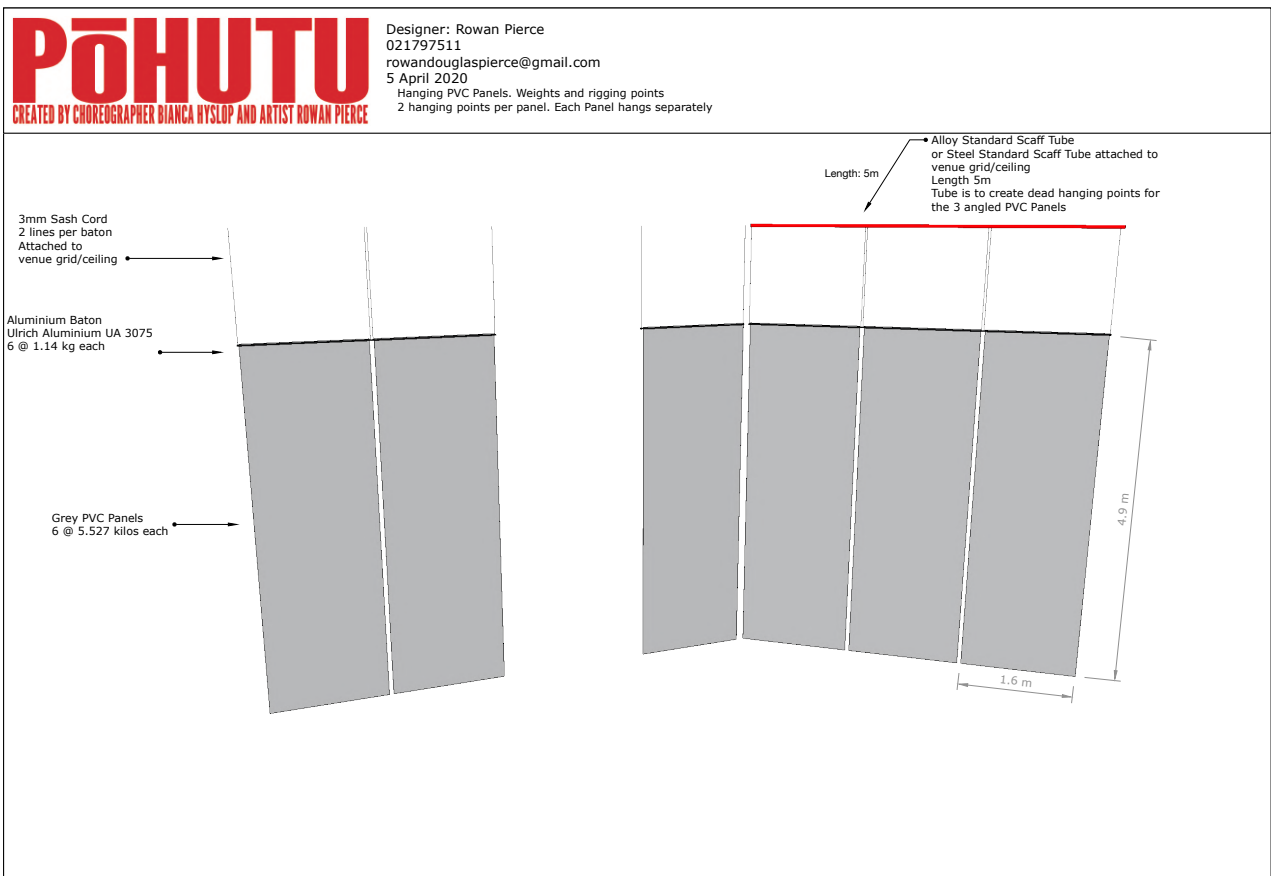 PōHUTU
CREATED BY CHOREOGRAPHER BIANCA HYSLOP AND ARTIST ROWAN PIERCE
Designer: Rowan Pierce
021797511
rowandouglaspierce@gmail.com
5 April 2020
Hanging PVC Panels. Weights and rigging points
2 hanging points per panel. Each Panel hangs separately
Alloy Standard Scaff Tube
or Steel Standard Scaff Tube attached to
venue grid/ceiling
Length 5m
Tube is to create dead hanging points for
the 3 angled PVC Panels
Length: 5m
3mm Sash Cord
2 lines per baton
Attached to
venue grid/ceiling
Aluminium Baton
Ulrich Aluminium UA 3075
6 @ 1.14 kg each
Grey PVC Panels
6 @ 5.527 kilos each
4.9 m
1.6 m